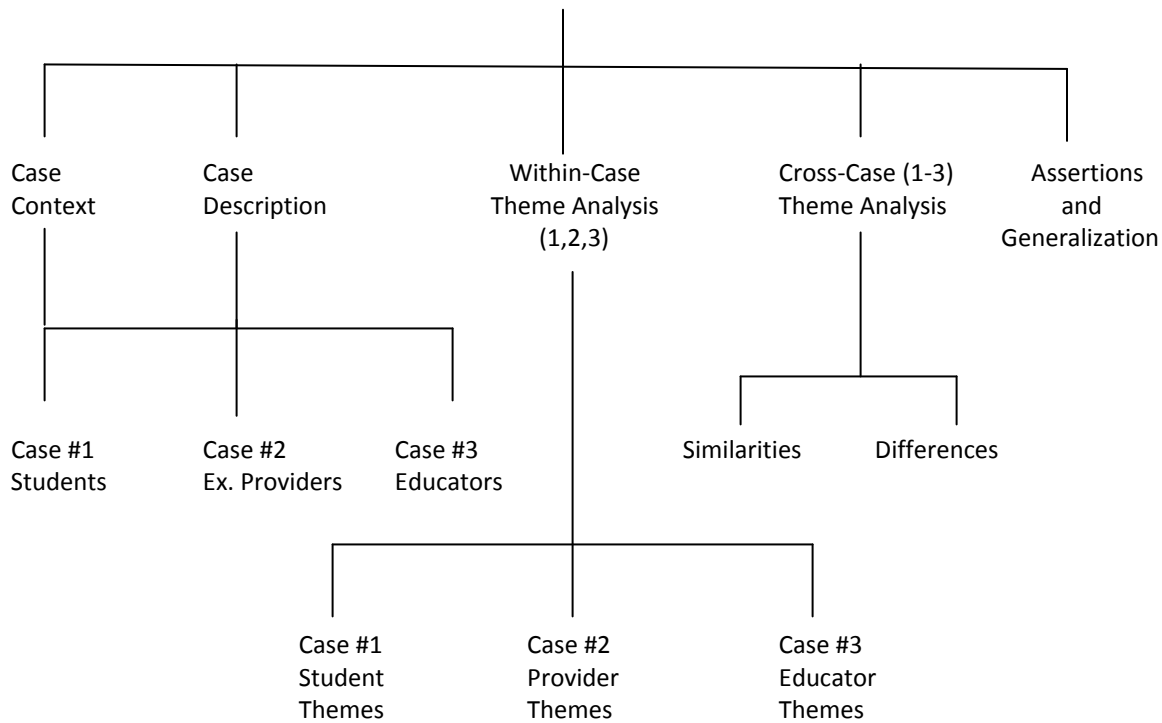 Case
Context
Case
Description
Within-Case
Theme Analysis
(1,2,3)
Cross-Case (1-3)
Theme Analysis
Assertions
and
Generalization
Case #1
Students
Case #2
Ex. Providers
Case #3
Educators
Similarities
Differences
Case #1
Student
Themes
Case #2
Provider
Themes
Case #3
Educator
Themes